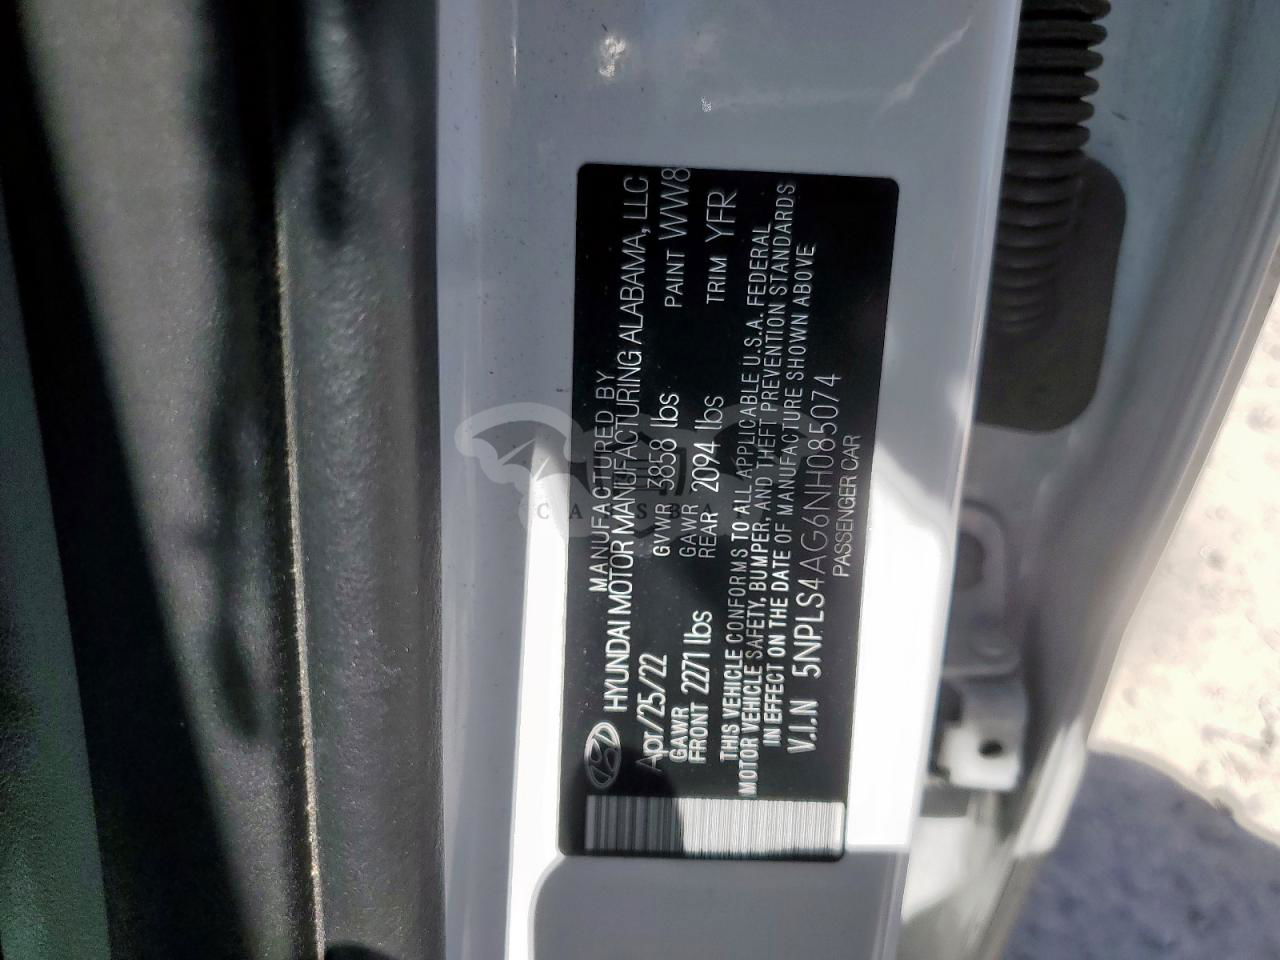 MANUFACTURED BY
HYUNDAI MOTOR MANUFACTURING ALABAMA, LLC
Apr/25/22 GVWR 3858 lbs PAINT WW8
GAWR FRONT 2271 lbs GAWR REAR 2094 lbs TRIM YFR
THIS VEHICLE CONFORMS TO ALL APPLICABLE U.S.A. FEDERAL
MOTOR VEHICLE SAFETY, BUMPER, AND THEFT PREVENTION STANDARDS
IN EFFECT ON THE DATE OF MANUFACTURE SHOWN ABOVE
V.I.N 5NPLS4AG6NH085074
PASSENGER CAR